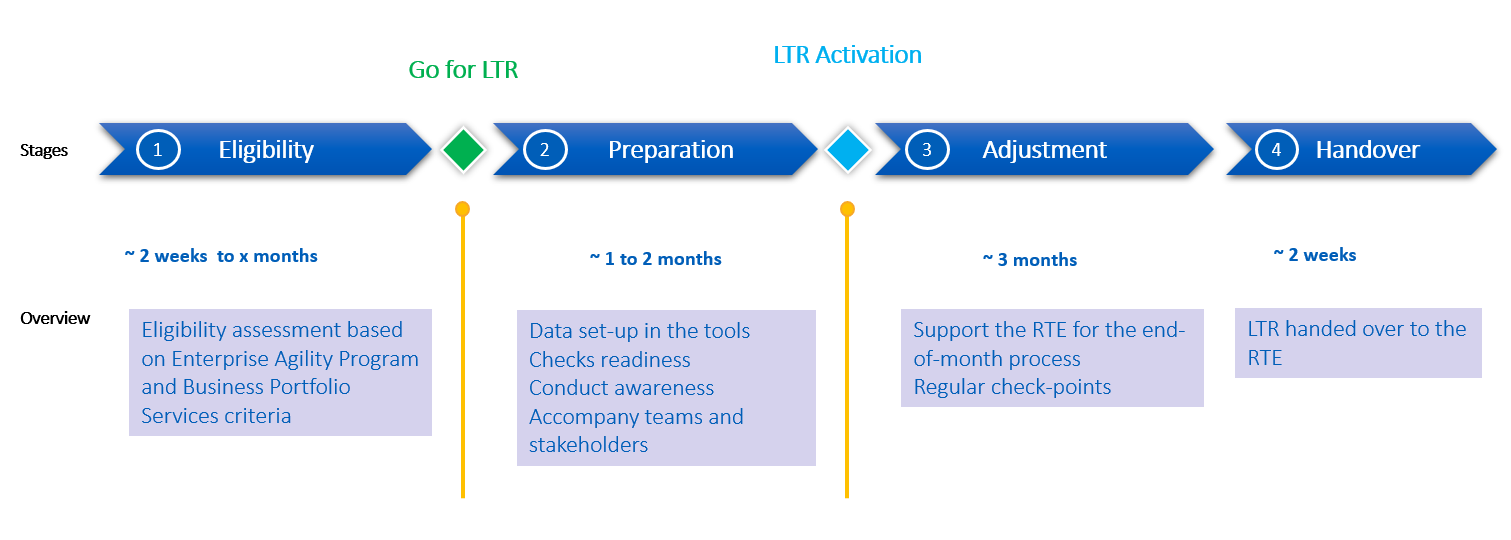 LTR Activation
Go for LTR
Stages
1 Eligibility
2 Preparation
3 Adjustment
4 Handover
~ 2 weeks to x months
~ 1 to 2 months
~ 3 months
~ 2 weeks
Overview
Eligibility assessment based
on Enterprise Agility Program
and Business Portfolio
Services criteria
Data set-up in the tools
Checks readiness
Conduct awareness
Accompany teams and
stakeholders
Support the RTE for the end-
of-month process
Regular check-points
LTR handed over to the
RTE